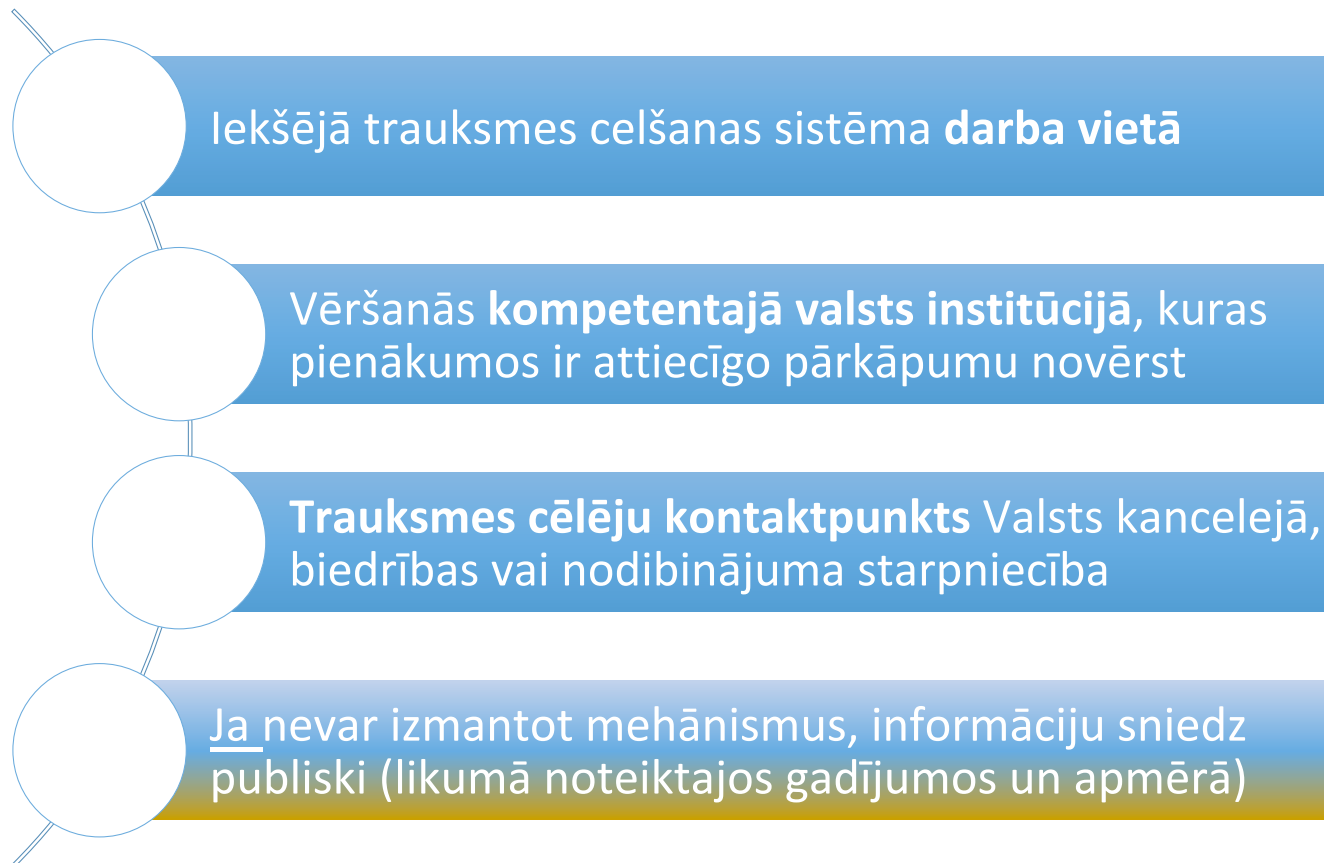 Iekšējā trauksmes celšanas sistēma darba vietā
Vēršanās kompetentajā valsts institūcijā, kuras
pienākumos ir attiecīgo pārkāpumu novērst
Trauksmes cēlēju kontaktpunkts Valsts kancelejā,
biedrības vai nodibinājuma starpniecība
Ja nevar izmantot mehānismus, informāciju sniedz
publiski (likumā noteiktajos gadījumos un apmērā)